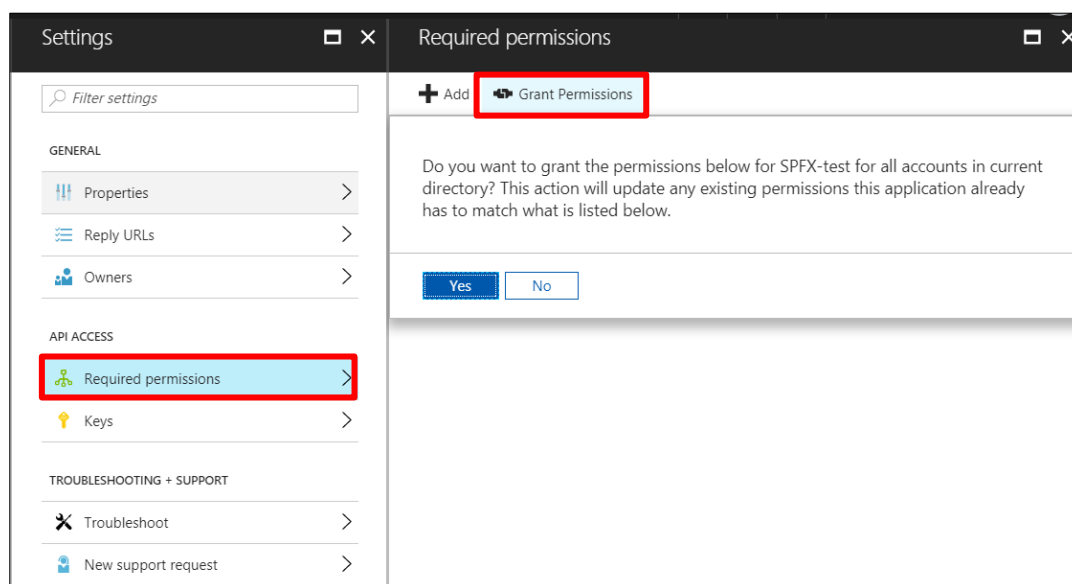 Settings
Filter settings
GENERAL
Properties
Reply URLs
Owners
API ACCESS
Required permissions
Keys
TROUBLESHOOTING + SUPPORT
Troubleshoot
New support request
Required permissions
Add
Grant Permissions
Do you want to grant the permissions below for SPFX-test for all accounts in current
directory? This action will update any existing permissions this application already
has to match what is listed below.
Yes
No